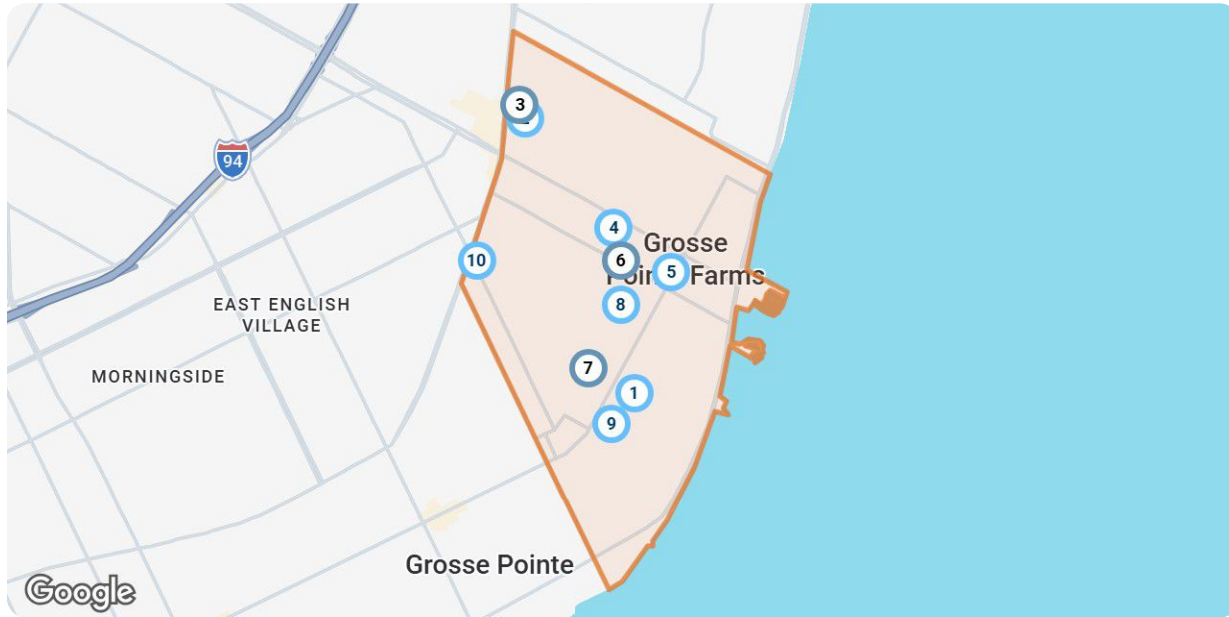 3
94
4
Grosse
10
6
5
Pointe Farms
EAST ENGLISH
VILLAGE
8
MORNINGSIDE
7
1
9
Grosse Pointe
Google